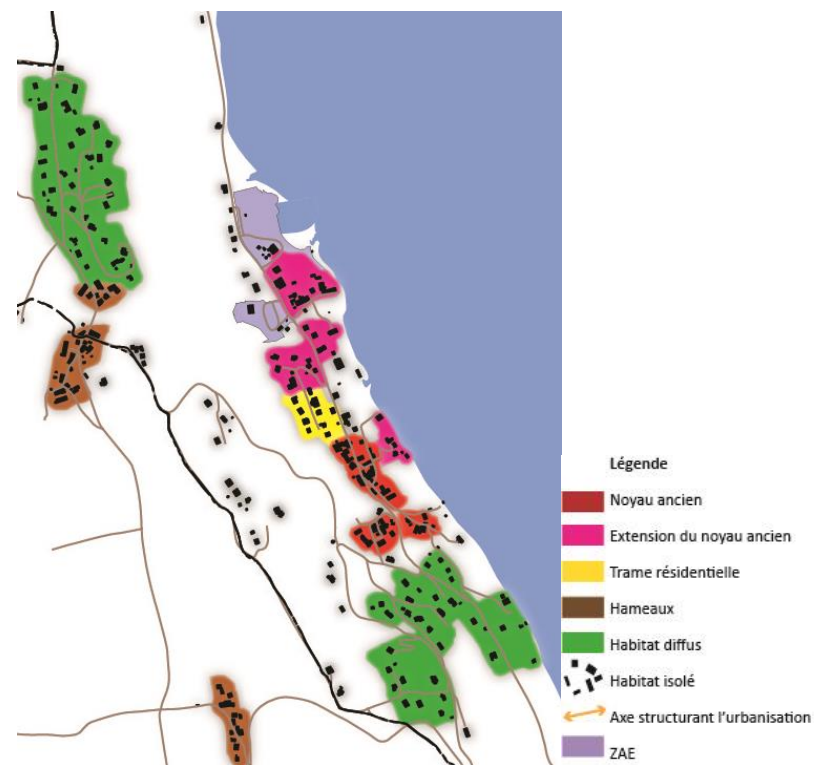 Légende
Noyau ancien
Extension du noyau ancien
Trame résidentielle
Hameaux
Habitat diffus
Habitat isolé
Axe structurant l'urbanisation
ZAE